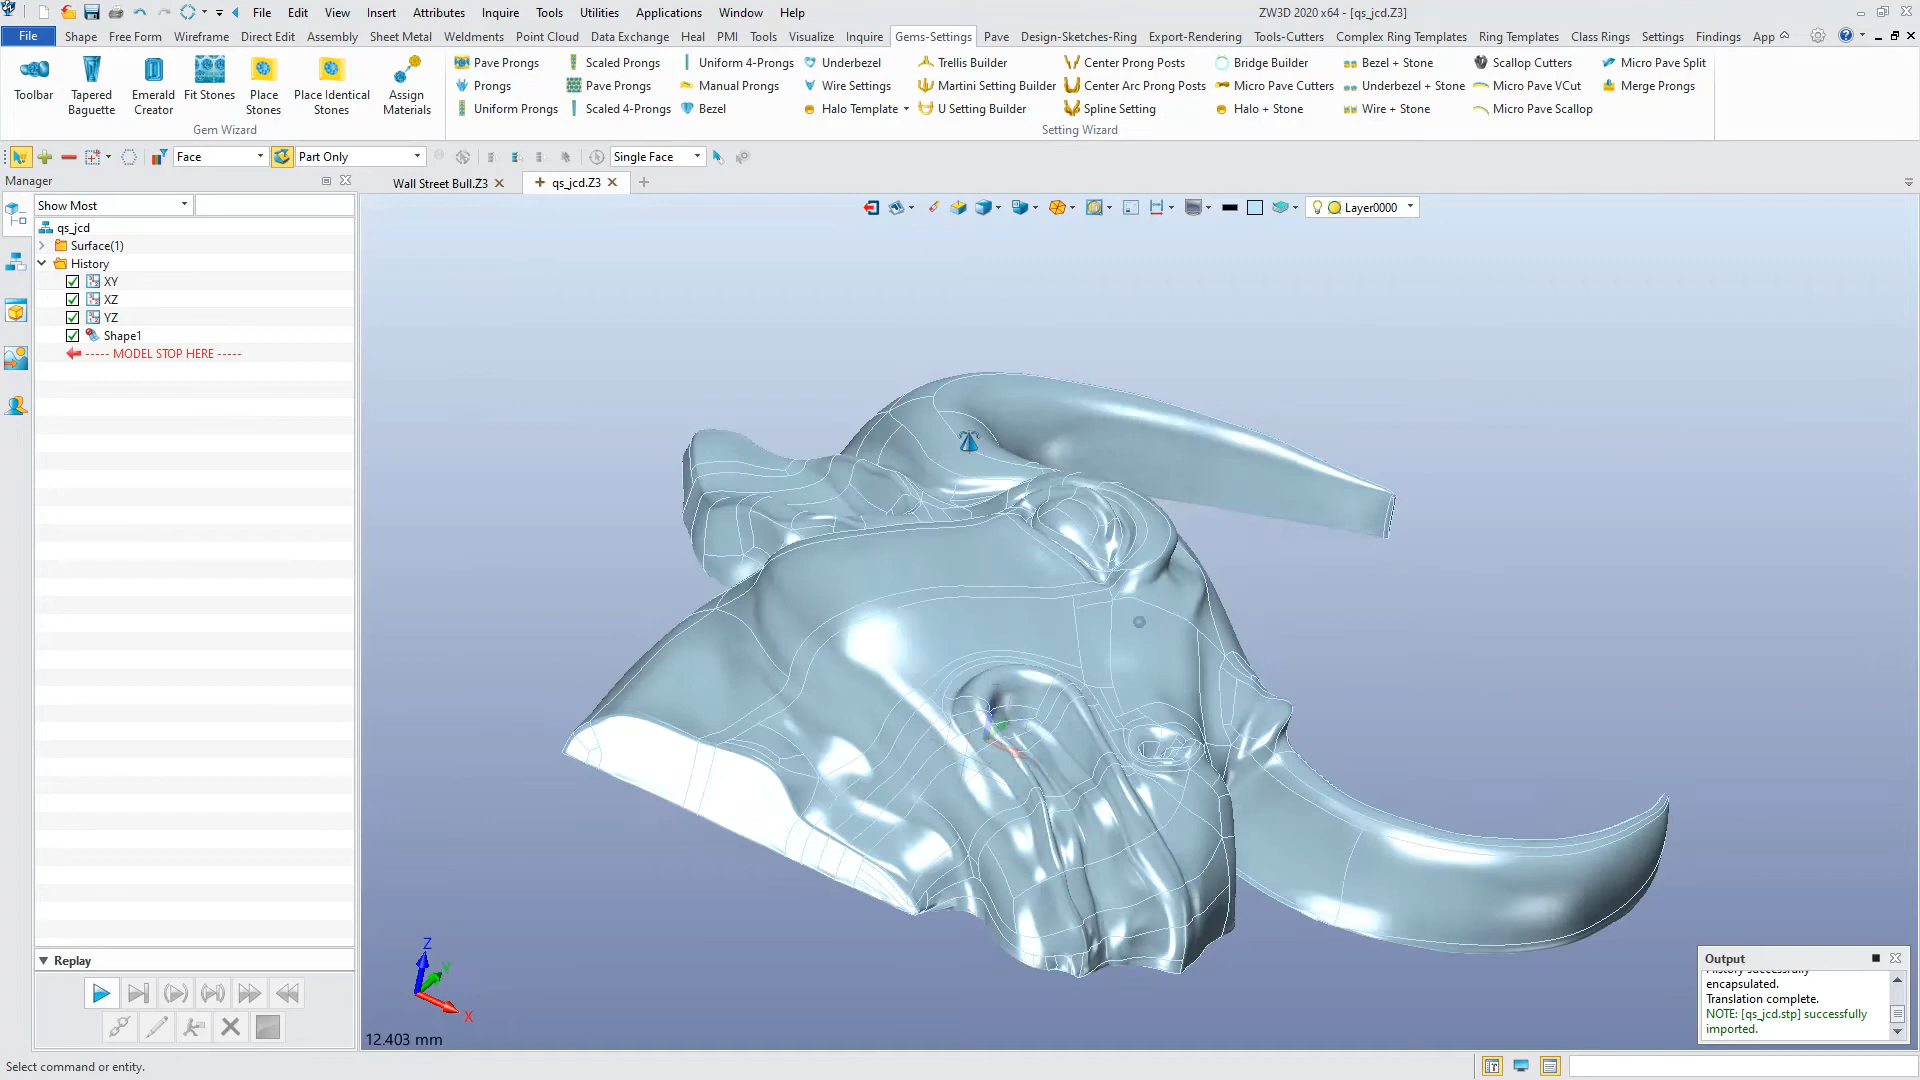 File Edit View Insert Attributes Inquire Tools Utilities Applications Window Help ZW3D 2020 x64 - [qs_jcd.Z3]
File Shape Free Form Wireframe Direct Edit Assembly Sheet Metal Weldments Point Cloud Data Exchange Heal PMI Tools Visualize Inquire Gems-Settings Pave Design-Sketches-Ring Export-Rendering Tools-Cutters Complex Ring Templates Ring Templates Class Rings Settings Findings App
Pave Prongs Scaled Prongs Uniform 4-Prongs Underbezel Trellis Builder Center Prong Posts Bridge Builder Bezel + Stone Scallop Cutters Micro Pave Split
Prongs Pave Prongs Manual Prongs Wire Settings Martini Setting Builder Center Arc Prong Posts Micro Pave Cutters Underbezel + Stone Micro Pave VCut Merge Prongs
Toolbar Tapered Baguette Emerald Creator Fit Stones Place Stones Place Identical Stones Assign Materials
Uniform Prongs Scaled 4-Prongs Bezel Halo Template U Setting Builder Spline Setting Halo + Stone Wire + Stone Micro Pave Scallop
Gem Wizard Setting Wizard
Face Part Only Single Face
Manager
Wall Street Bull.Z3 qs_jcd.Z3
Show Most
Layer0000
qs_jcd
Surface(1)
History
XY
XZ
YZ
Shape1
----- MODEL STOP HERE -----
Z
Y
X
12.403 mm
Replay
Output
History successfully
encapsulated.
Translation complete.
NOTE: [qs_jcd.stp] successfully
imported.
Select command or entity.